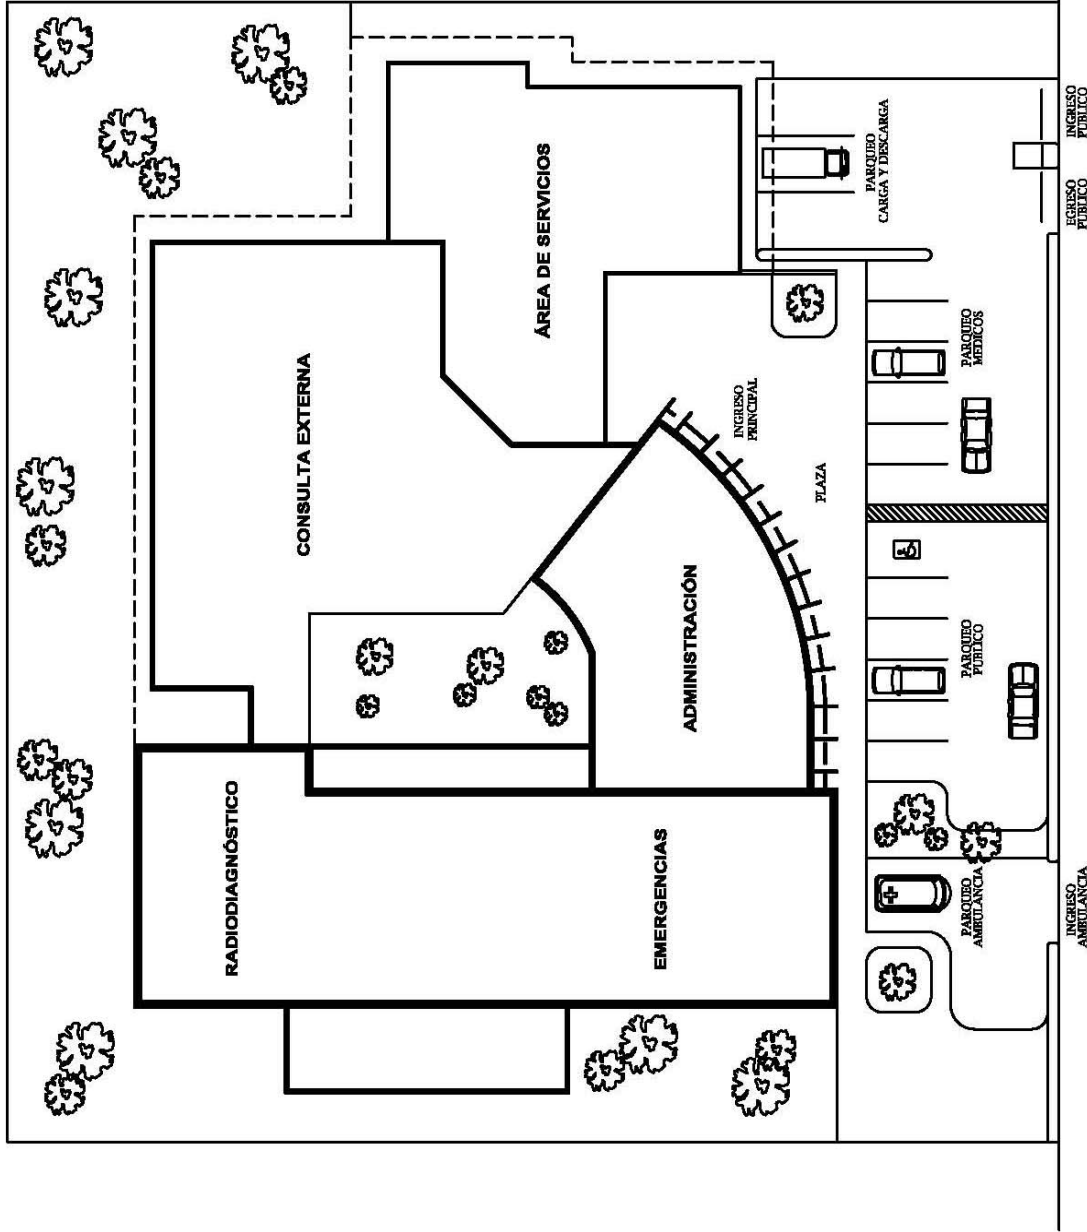 RADIODIAGNÓSTICO
CONSULTA EXTERNA
ÁREA DE SERVICIOS
EMERGENCIAS
ADMINISTRACIÓN
INGRESO
PRINCIPAL
PLAZA
PARQUEO
CARGA Y DESCARGA
PARQUEO
AMBULANCIA
PARQUEO
PUBLICO
PARQUEO
MEDICOS
INGRESO
AMBULANCIA
EGRESO
PUBLICO
INGRESO
PUBLICO